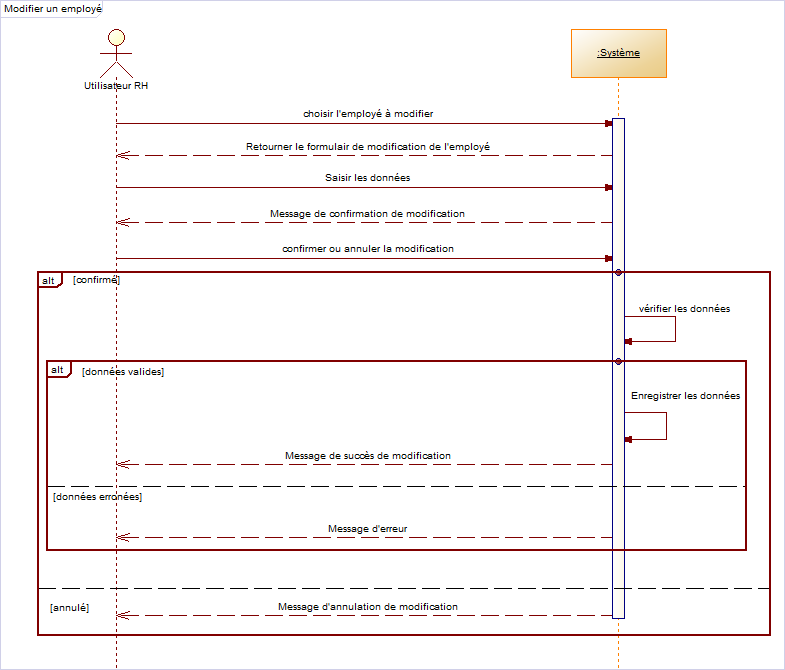 Modifier un employé
Utilisateur RH
:Système
choisir l'employé à modifier
Retourner le formulair de modification de l'employé
Saisir les données
Message de confirmation de modification
confirmer ou annuler la modification
alt
[confirmé]
vérifier les données
alt
[données valides]
Enregistrer les données
Message de succès de modification
[données erronées]
Message d'erreur
[annulé]
Message d'annulation de modification